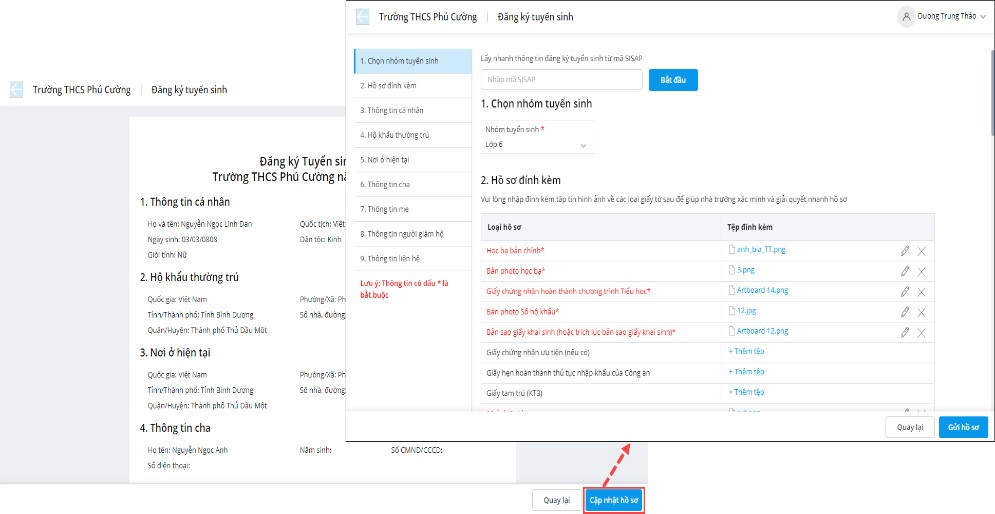 Trường THCS Phú Cường | Đăng ký tuyển sinh
Đăng ký Tuyển sin
Trường THCS Phú Cường nă
1. Thông tin cá nhân
Họ và tên: Nguyễn Ngọc Linh Đan
Quốc tịch: Việt
Ngày sinh: 03/03/0808
Dân tộc: Kinh
Giới tính: Nữ
2. Hộ khẩu thường trú
Quốc gia: Việt Nam
Phường/Xã: Ph
Tỉnh/Thành phố: Tỉnh Bình Dương
Số nhà, đường:
Quận/Huyện: Thành phố Thủ Dầu Một
3. Nơi ở hiện tại
Quốc gia: Việt Nam
Phường/Xã: Ph
Tỉnh/Thành phố: Tỉnh Bình Dương
Số nhà, đường:
Quận/Huyện: Thành phố Thủ Dầu Một
4. Thông tin cha
Họ tên: Nguyễn Ngọc Anh
Năm sinh:
Số CMND/CCCD:
Số điện thoại:
Quay lại
Cập nhật hồ sơ
Trường THCS Phú Cường | Đăng ký tuyển sinh
Duong Trung Thảo
1. Chọn nhóm tuyển sinh
2. Hồ sơ đính kèm
3. Thông tin cá nhân
4. Hộ khẩu thường trú
5. Nơi ở hiện tại
6. Thông tin cha
7. Thông tin mẹ
8. Thông tin người giám hộ
9. Thông tin liên hệ
Lưu ý: Thông tin có dấu * là
bắt buộc
Lấy nhanh thông tin đăng ký tuyển sinh từ mã SISAP
Nhập mã SISAP
Bắt đầu
1. Chọn nhóm tuyển sinh
Nhóm tuyển sinh *
Lớp 6
2. Hồ sơ đính kèm
Vui lòng nhập đính kèm tập tin hình ảnh về các loại giấy tờ sau để giúp nhà trường xác minh và giải quyết nhanh hồ sơ
Loại hồ sơ
Tệp đính kèm
Học bạ bản chính*
anh_bia_TT.png
Bản photo học bạ*
3.png
Giấy chứng nhận hoàn thành chương trình Tiểu học*
Artboard 14.png
Bản photo Sổ hộ khẩu*
12.jpg
Bản sao giấy khai sinh (hoặc trích lục bản sao giấy khai sinh)*
Artboard 12.png
Giấy chứng nhận ưu tiên (nếu có)
+ Thêm tệp
Giấy hẹn hoàn thành thủ tục nhập khẩu của Công an
+ Thêm tệp
Giấy tạm trú (KT3)
+ Thêm tệp
Quay lại
Gửi hồ sơ